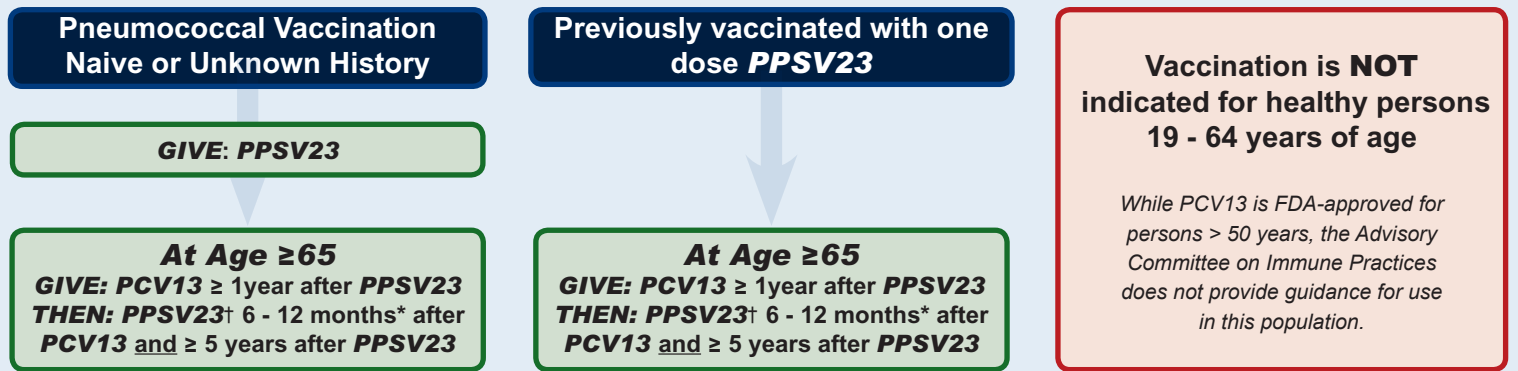 Pneumococcal Vaccination
Naive or Unknown History
GIVE: PPSV23
At Age ≥65
GIVE: PCV13 ≥ 1year after PPSV23
THEN: PPSV23† 6 - 12 months* after
PCV13 and ≥ 5 years after PPSV23
Previously vaccinated with one
dose PPSV23
At Age ≥65
GIVE: PCV13 ≥ 1year after PPSV23
THEN: PPSV23† 6 - 12 months* after
PCV13 and ≥ 5 years after PPSV23
Vaccination is NOT
indicated for healthy persons
19 - 64 years of age
While PCV13 is FDA-approved for
persons > 50 years, the Advisory
Committee on Immune Practices
does not provide guidance for use
in this population.